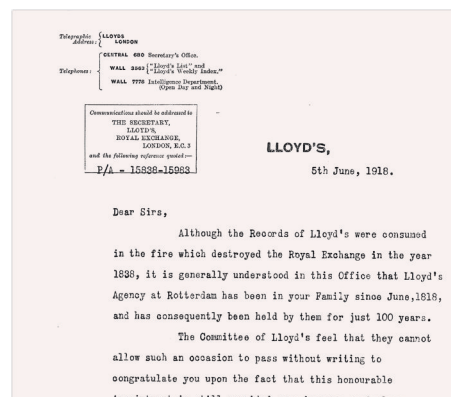 Telegraphic Address: { LLOYDS LONDON
Telephones: { CENTRAL 680 Secretary's Office.
WALL 2563 { "Lloyd's List" and "Lloyd's Weekly Index,"
WALL 7775 Intelligence Department. (Open Day and Night)
Communications should be addressed to
THE SECRETARY,
LLOYD'S,
ROYAL EXCHANGE,
LONDON, E.C. 3
and the following reference quoted:—
P/A - 15838-15983
LLOYD'S,
5th June, 1918.
Dear Sirs,
Although the Records of Lloyd's were consumed
in the fire which destroyed the Royal Exchange in the year
1838, it is generally understood in this Office that Lloyd's
Agency at Rotterdam has been in your Family since June,1818,
and has consequently been held by them for just 100 years.
The Committee of Lloyd's feel that they cannot
allow such an occasion to pass without writing to
congratulate you upon the fact that this honourable